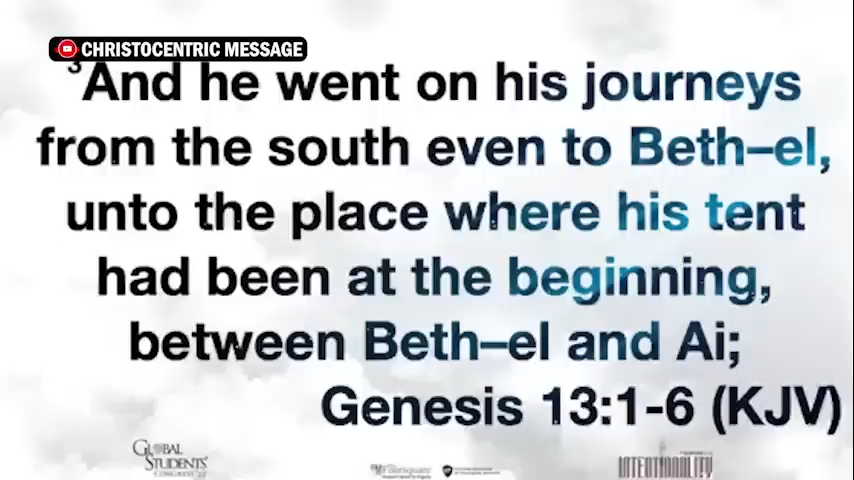 CHRISTOCENTRIC MESSAGE
³And he went on his journeys
from the south even to Beth–el,
unto the place where his tent
had been at the beginning,
between Beth–el and Ai;
Genesis 13:1-6 (KJV)
GLOBAL
STUDENTS'
Foursquare
INTENTIONALITY